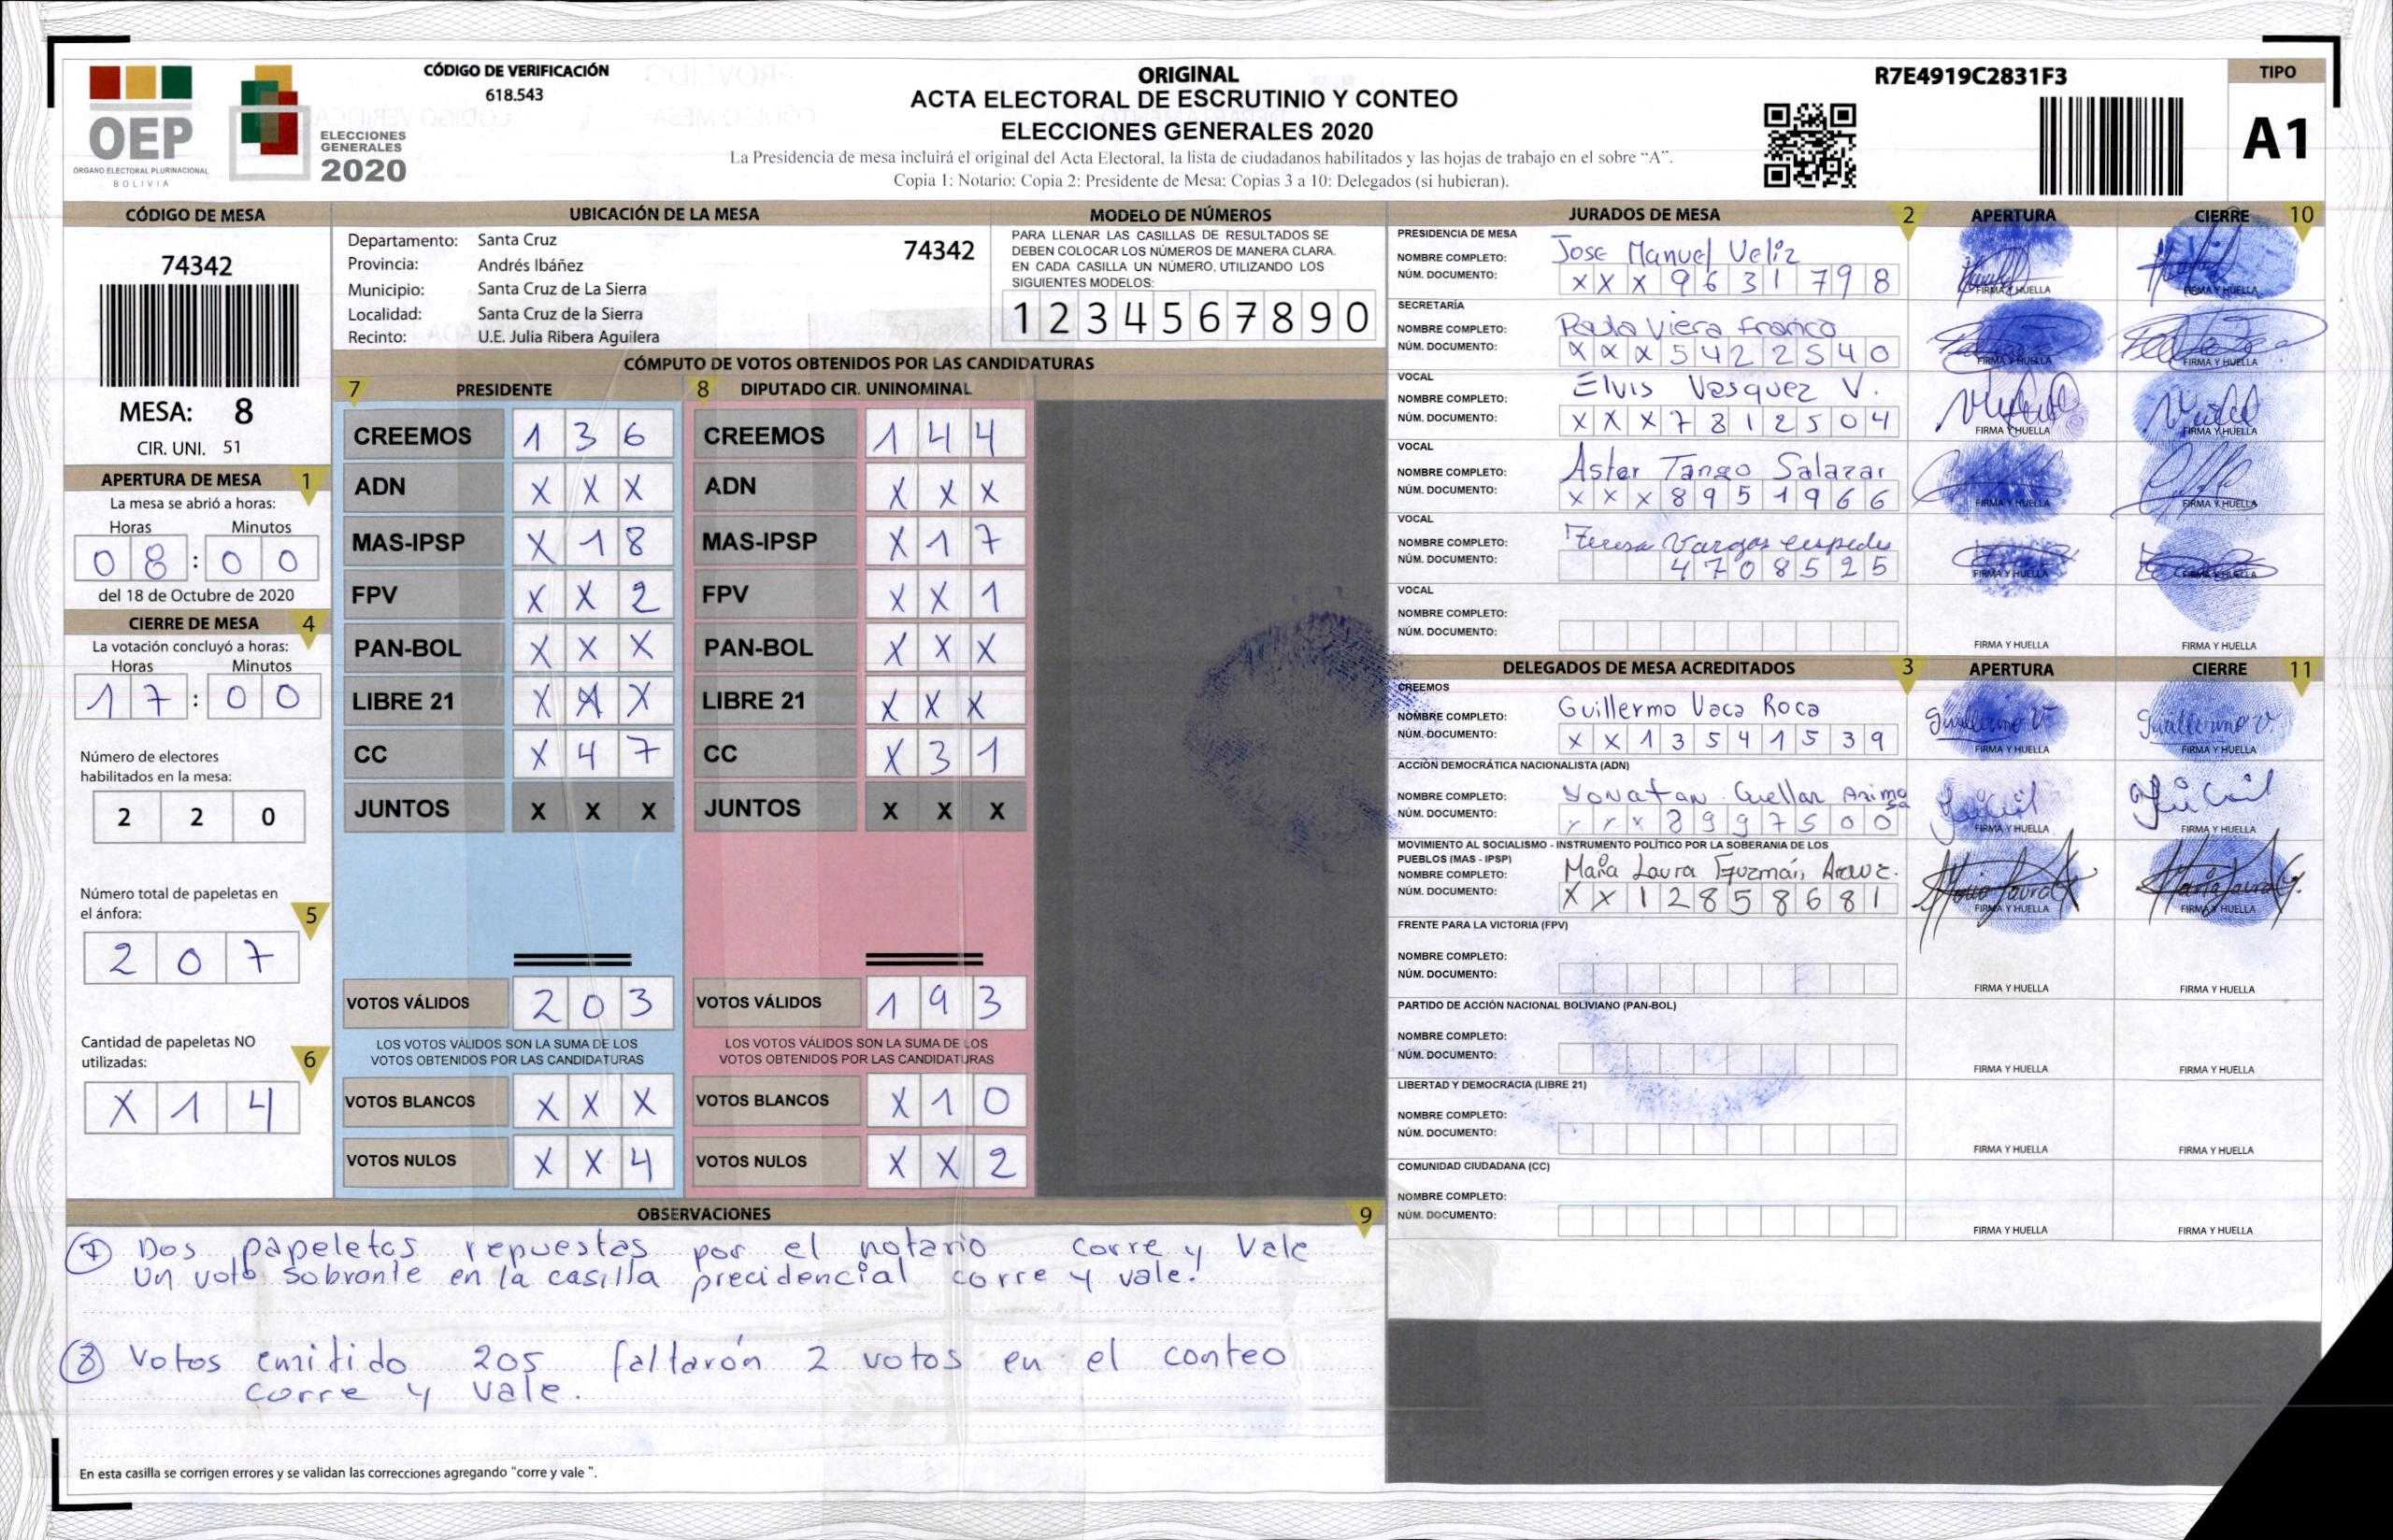 CÓDIGO DE VERIFICACIÓN
618.543
OEP
ORGANO ELECTORAL PLURINACIONAL
BOLIVIA
ELECCIONES
GENERALES
2020
ORIGINAL
ACTA ELECTORAL DE ESCRUTINIO Y CONTEO
ELECCIONES GENERALES 2020
La Presidencia de mesa incluirá el original del Acta Electoral, la lista de ciudadanos habilitados y las hojas de trabajo en el sobre "A".
Copia 1: Notario: Copia 2: Presidente de Mesa: Copias 3 a 10: Delegados (si hubieran).
R7E4919C2831F3
TIPO
A1
CÓDIGO DE MESA
74342
MESA: 8
CIR. UNI. 51
APERTURA DE MESA 1
La mesa se abrió a horas:
Horas Minutos
0 8 : 0 0
del 18 de Octubre de 2020
CIERRE DE MESA 4
La votación concluyó a horas:
Horas Minutos
1 7 : 0 0
Número de electores
habilitados en la mesa:
2 2 0
Número total de papeletas en
el ánfora: 5
2 0 7
Cantidad de papeletas NO
utilizadas: 6
X 1 4
UBICACIÓN DE LA MESA
Departamento: Santa Cruz 74342
Provincia: Andrés Ibáñez
Municipio: Santa Cruz de La Sierra
Localidad: Santa Cruz de la Sierra
Recinto: U.E. Julia Ribera Aguilera
MODELO DE NÚMEROS
PARA LLENAR LAS CASILLAS DE RESULTADOS SE
DEBEN COLOCAR LOS NÚMEROS DE MANERA CLARA.
EN CADA CASILLA UN NÚMERO, UTILIZANDO LOS
SIGUIENTES MODELOS:
1 2 3 4 5 6 7 8 9 0
CÓMPUTO DE VOTOS OBTENIDOS POR LAS CANDIDATURAS
7 PRESIDENTE 8 DIPUTADO CIR. UNINOMINAL
CREEMOS 1 3 6 CREEMOS 1 4 4
ADN X X X ADN X X X
MAS-IPSP X 1 8 MAS-IPSP X 1 7
FPV X X 2 FPV X X 1
PAN-BOL X X X PAN-BOL X X X
LIBRE 21 X X X LIBRE 21 X X X
CC X 4 7 CC X 3 1
JUNTOS X X X JUNTOS X X X
VOTOS VÁLIDOS 2 0 3 VOTOS VÁLIDOS 1 9 3
LOS VOTOS VÁLIDOS SON LA SUMA DE LOS LOS VOTOS VÁLIDOS SON LA SUMA DE LOS
VOTOS OBTENIDOS POR LAS CANDIDATURAS VOTOS OBTENIDOS POR LAS CANDIDATURAS
VOTOS BLANCOS X X X VOTOS BLANCOS X 1 0
VOTOS NULOS X X 4 VOTOS NULOS X X 2
JURADOS DE MESA 2 APERTURA CIERRE 10
PRESIDENCIA DE MESA
NOMBRE COMPLETO: Jose Manuel Veliz
NÚM. DOCUMENTO: X X X 9 6 3 1 7 9 8
FIRMA Y HUELLA FIRMA Y HUELLA
SECRETARÍA
NOMBRE COMPLETO: Paula Viera Franco
NÚM. DOCUMENTO: X X X 5 4 2 2 5 4 0
FIRMA Y HUELLA FIRMA Y HUELLA
VOCAL
NOMBRE COMPLETO: Elvis Vasquez V.
NÚM. DOCUMENTO: X X X 7 8 1 2 5 0 4
FIRMA Y HUELLA FIRMA Y HUELLA
VOCAL
NOMBRE COMPLETO: Aster Tango Salazar
NÚM. DOCUMENTO: X X X 8 9 5 1 9 6 6
FIRMA Y HUELLA FIRMA Y HUELLA
VOCAL
NOMBRE COMPLETO: Teresa Vargas cespedes
NÚM. DOCUMENTO: 4 7 0 8 5 2 5
FIRMA Y HUELLA FIRMA Y HUELLA
VOCAL
NOMBRE COMPLETO:
NÚM. DOCUMENTO:
FIRMA Y HUELLA FIRMA Y HUELLA
DELEGADOS DE MESA ACREDITADOS 3 APERTURA CIERRE 11
CREEMOS
NOMBRE COMPLETO: Guillermo Vaca Roca
NÚM. DOCUMENTO: X X 1 3 5 4 1 5 3 9
Guillermo V. Guillermo V.
FIRMA Y HUELLA FIRMA Y HUELLA
ACCIÓN DEMOCRÁTICA NACIONALISTA (ADN)
NOMBRE COMPLETO: Yonatan Cuellar
NÚM. DOCUMENTO: X X X 8 9 9 7 5 0 0
FIRMA Y HUELLA FIRMA Y HUELLA
MOVIMIENTO AL SOCIALISMO - INSTRUMENTO POLÍTICO POR LA SOBERANIA DE LOS
PUEBLOS (MAS - IPSP)
NOMBRE COMPLETO: Maria Laura Guzmán Arauz.
NÚM. DOCUMENTO: X X 1 2 8 5 8 6 8 1
FIRMA Y HUELLA FIRMA Y HUELLA
FRENTE PARA LA VICTORIA (FPV)
NOMBRE COMPLETO:
NÚM. DOCUMENTO:
FIRMA Y HUELLA FIRMA Y HUELLA
PARTIDO DE ACCIÓN NACIONAL BOLIVIANO (PAN-BOL)
NOMBRE COMPLETO:
NÚM. DOCUMENTO:
FIRMA Y HUELLA FIRMA Y HUELLA
LIBERTAD Y DEMOCRACIA (LIBRE 21)
NOMBRE COMPLETO:
NÚM. DOCUMENTO:
FIRMA Y HUELLA FIRMA Y HUELLA
COMUNIDAD CIUDADANA (CC)
NOMBRE COMPLETO:
NÚM. DOCUMENTO:
FIRMA Y HUELLA FIRMA Y HUELLA
OBSERVACIONES 9
7 Dos papeletas repuestas por el notario corre y Vale
un voto sobrante en la casilla precidencial corre y vale.
8 Votos emitido 205 faltarón 2 votos en el conteo
corre y vale.
En esta casilla se corrigen errores y se validan las correcciones agregando "corre y vale ".